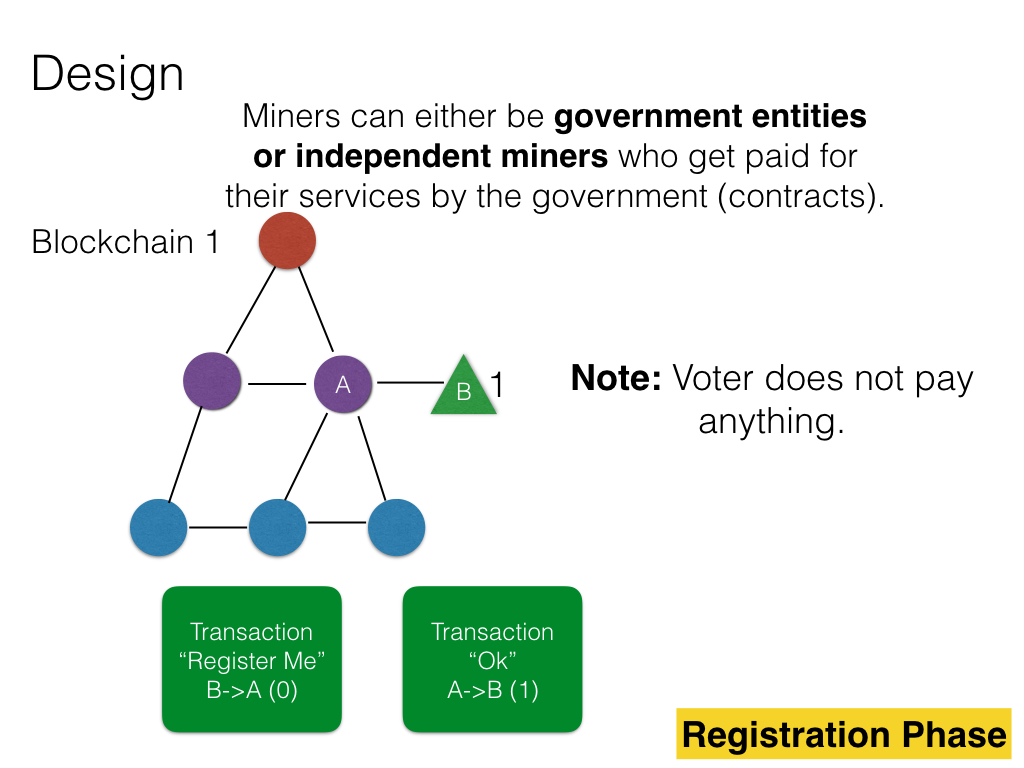 Design
Miners can either be government entities
or independent miners who get paid for
their services by the government (contracts).
Blockchain 1
A
B
1
Note: Voter does not pay
anything.
Transaction
“Register Me”
B->A (0)
Transaction
“Ok”
A->B (1)
Registration Phase